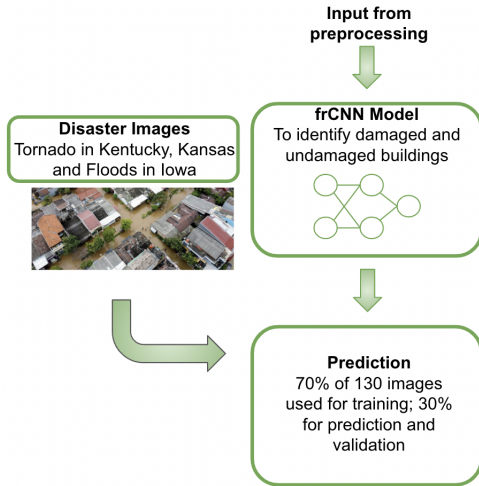 Input from
preprocessing
Disaster Images
Tornado in Kentucky, Kansas
and Floods in Iowa
frCNN Model
To identify damaged and
undamaged buildings
Prediction
70% of 130 images
used for training; 30%
for prediction and
validation